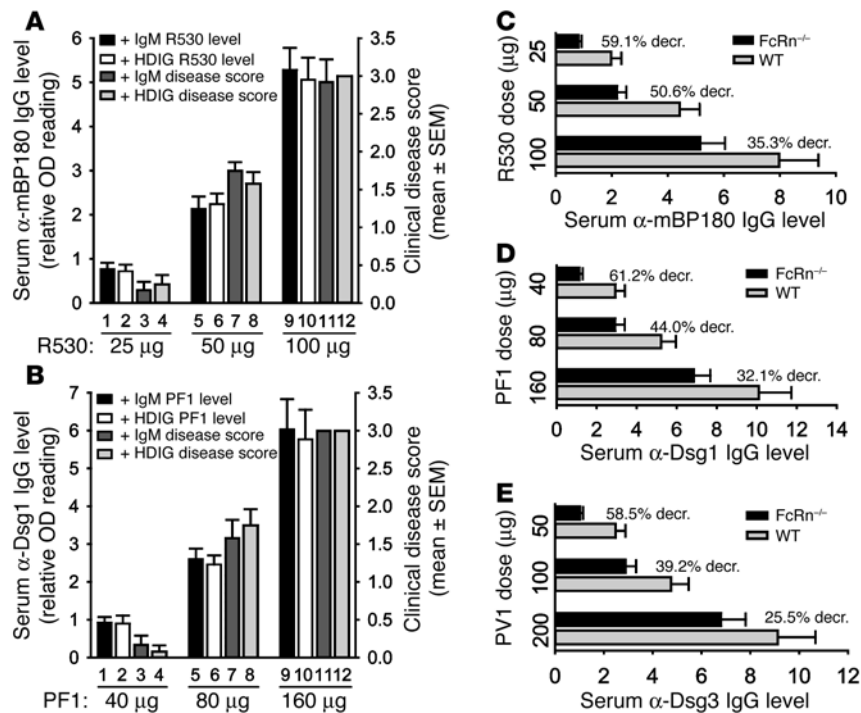 A
Serum α-mBP180 IgG level
(relative OD reading)
6
5
4
3
2
1
0
+ IgM R530 level
+ HDIG R530 level
+ IgM disease score
+ HDIG disease score
3.5
3.0
2.5
2.0
1.5
1.0
0.5
0.0
Clinical disease score
(mean ± SEM)
1 2 3 4 5 6 7 8 9 10 11 12
R530: 25 μg 50 μg 100 μg
B
Serum α-Dsg1 IgG level
(relative OD reading)
7
6
5
4
3
2
1
0
+ IgM PF1 level
+ HDIG PF1 level
+ IgM disease score
+ HDIG disease score
3.5
3.0
2.5
2.0
1.5
1.0
0.5
0.0
Clinical disease score
(mean ± SEM)
1 2 3 4 5 6 7 8 9 10 11 12
PF1: 40 μg 80 μg 160 μg
C
R530 dose (μg)
25
50
100
59.1% decr.
50.6% decr.
35.3% decr.
FcRn⁻/⁻
WT
0 2 4 6 8 10
Serum α-mBP180 IgG level
D
PF1 dose (μg)
40
80
160
61.2% decr.
44.0% decr.
32.1% decr.
FcRn⁻/⁻
WT
0 2 4 6 8 10 12 14
Serum α-Dsg1 IgG level
E
PV1 dose (μg)
50
100
200
58.5% decr.
39.2% decr.
25.5% decr.
FcRn⁻/⁻
WT
0 2 4 6 8 10 12
Serum α-Dsg3 IgG level